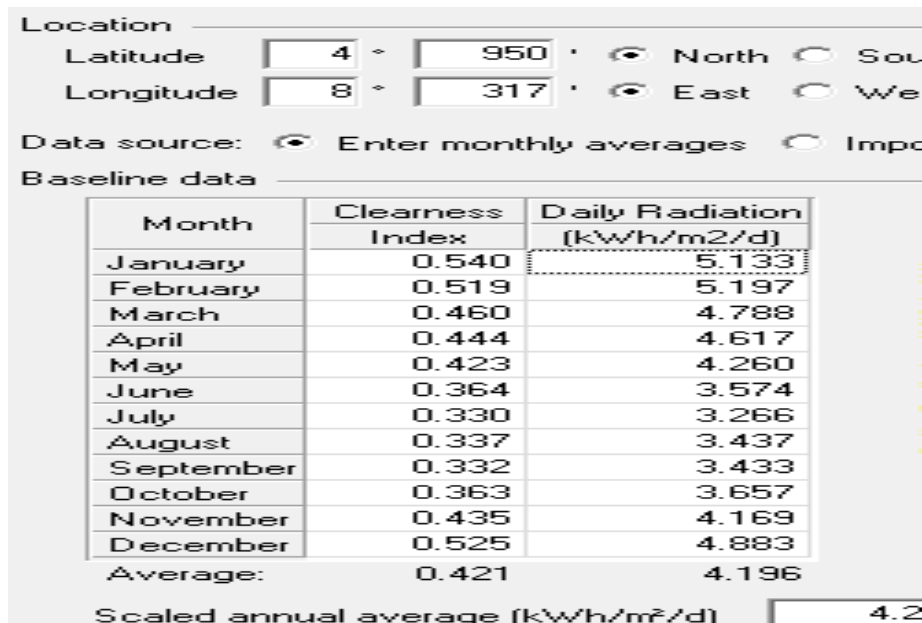 Location
Latitude 4 ° 950 ' North Sou
Longitude 8 ° 317 ' East We
Data source: Enter monthly averages Impo
Baseline data
Month Clearness Index Daily Radiation (kWh/m2/d)
January 0.540 5.133
February 0.519 5.197
March 0.460 4.788
April 0.444 4.617
May 0.423 4.260
June 0.364 3.574
July 0.330 3.266
August 0.337 3.437
September 0.332 3.433
October 0.363 3.657
November 0.435 4.169
December 0.525 4.883
Average: 0.421 4.196
Scaled annual average (kWh/m²/d) 4.2